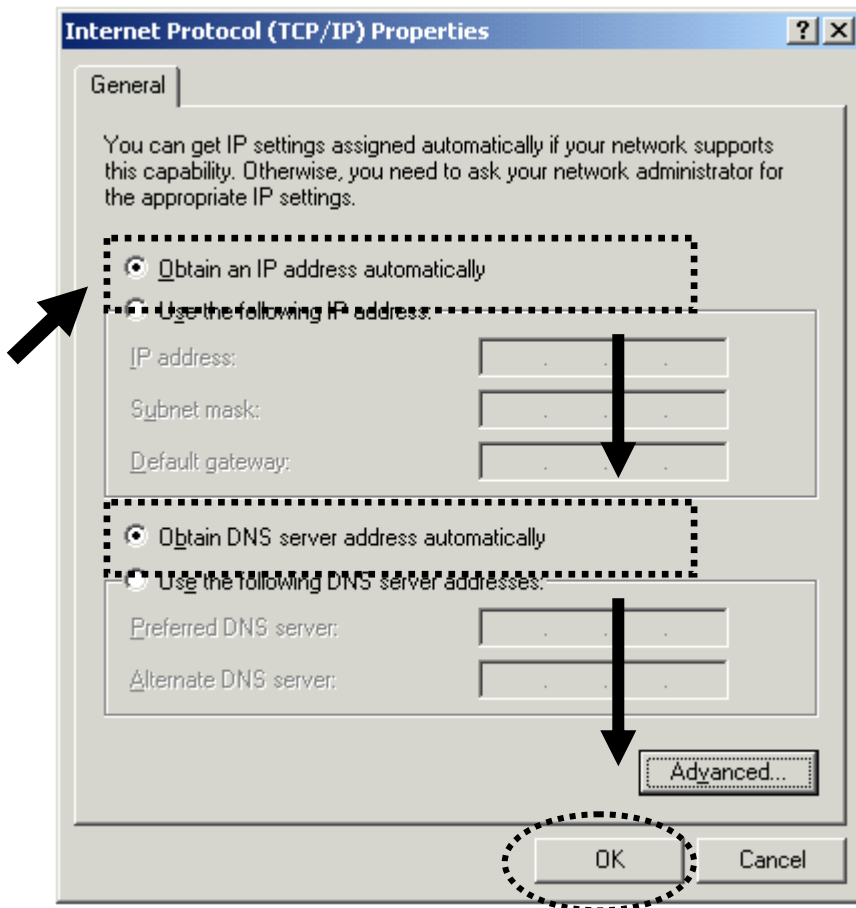 Internet Protocol (TCP/IP) Properties
General
You can get IP settings assigned automatically if your network supports
this capability. Otherwise, you need to ask your network administrator for
the appropriate IP settings.
Obtain an IP address automatically
Use the following IP address:
IP address:
Subnet mask:
Default gateway:
Obtain DNS server address automatically
Use the following DNS server addresses:
Preferred DNS server:
Alternate DNS server:
Advanced...
OK Cancel